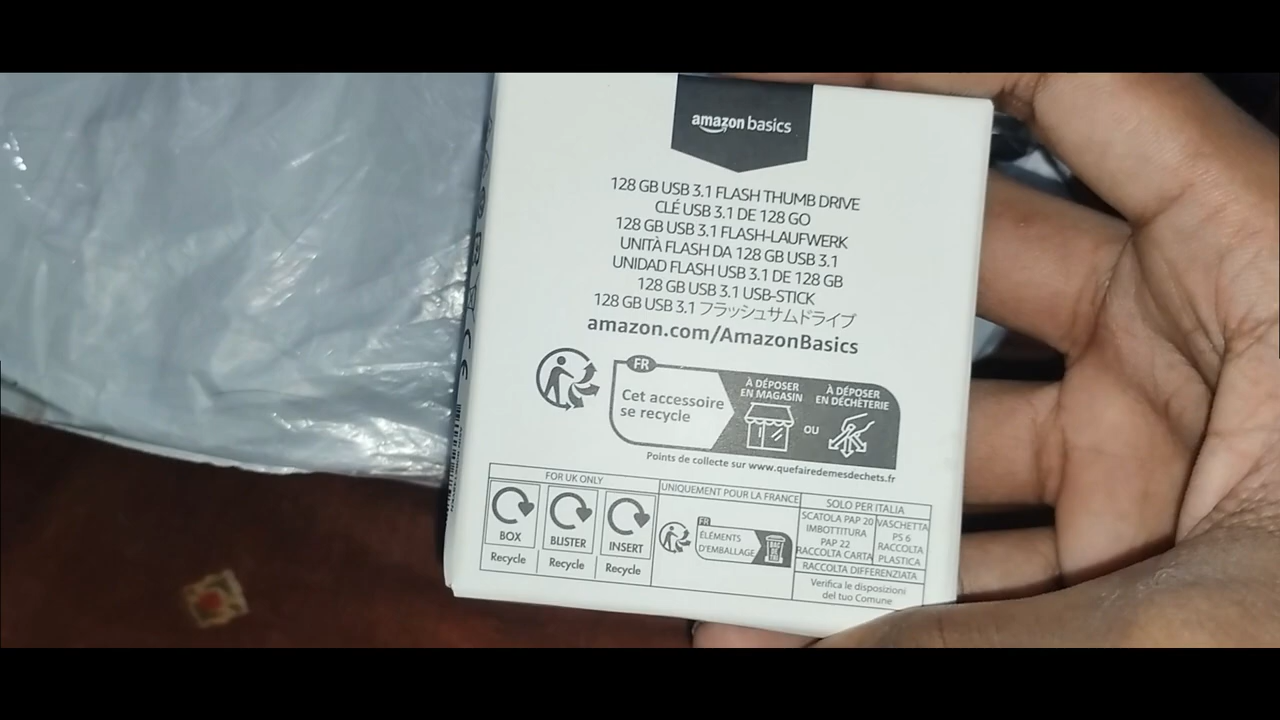 amazon basics
128 GB USB 3.1 FLASH THUMB DRIVE
CLÉ USB 3.1 DE 128 GO
128 GB USB 3.1 FLASH-LAUFWERK
UNITÀ FLASH DA 128 GB USB 3.1
UNIDAD FLASH USB 3.1 DE 128 GB
128 GB USB 3.1 USB-STICK
128 GB USB 3.1 フラッシュサムドライブ
amazon.com/AmazonBasics
FR
Cet accessoire
se recycle
À DÉPOSER
EN MAGASIN
OU
À DÉPOSER
EN DÉCHÈTERIE
Points de collecte sur www.quefairedemesdechets.fr
FOR UK ONLY
BOX
Recycle
BLISTER
Recycle
INSERT
Recycle
UNIQUEMENT POUR LA FRANCE
FR
ÉLÉMENTS
D'EMBALLAGE
BAC DE TRI
SOLO PER ITALIA
SCATOLA PAP 20
IMBOTTITURA
PAP 22
RACCOLTA CARTA
VASCHETTA
PS 6
RACCOLTA
PLASTICA
RACCOLTA DIFFERENZIATA
Verifica le disposizioni
del tuo Comune